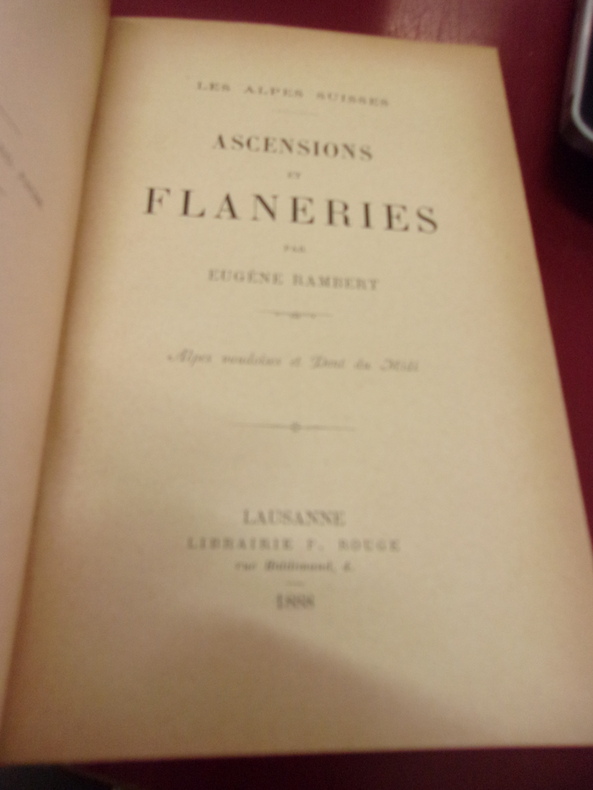 LES ALPES SUISSES
ASCENSIONS
ET
FLANERIES
PAR
EUGÈNE RAMBERT
Alpes vaudoises et Dent du Midi
LAUSANNE
LIBRAIRIE F. ROUGE
rue Haldimand, 4.
1888